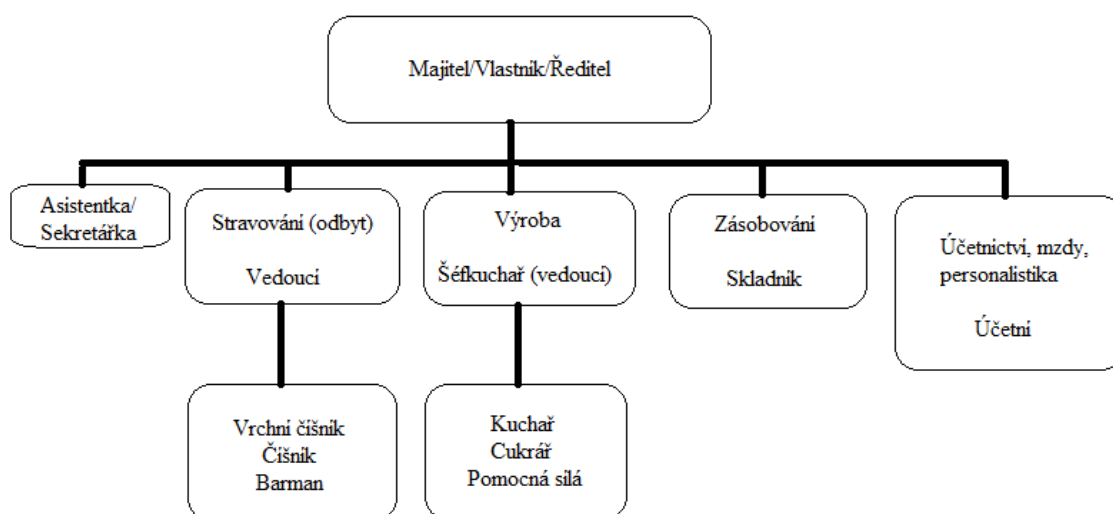 Majitel/Vlastník/Ředitel
Asistentka/
Sekretářka
Stravování (odbyt)
Vedoucí
Výroba
Šéfkuchař (vedoucí)
Zásobování
Skladník
Účetnictví, mzdy,
personalistika
Účetní
Vrchní číšník
Číšník
Barman
Kuchař
Cukrář
Pomocná sílá